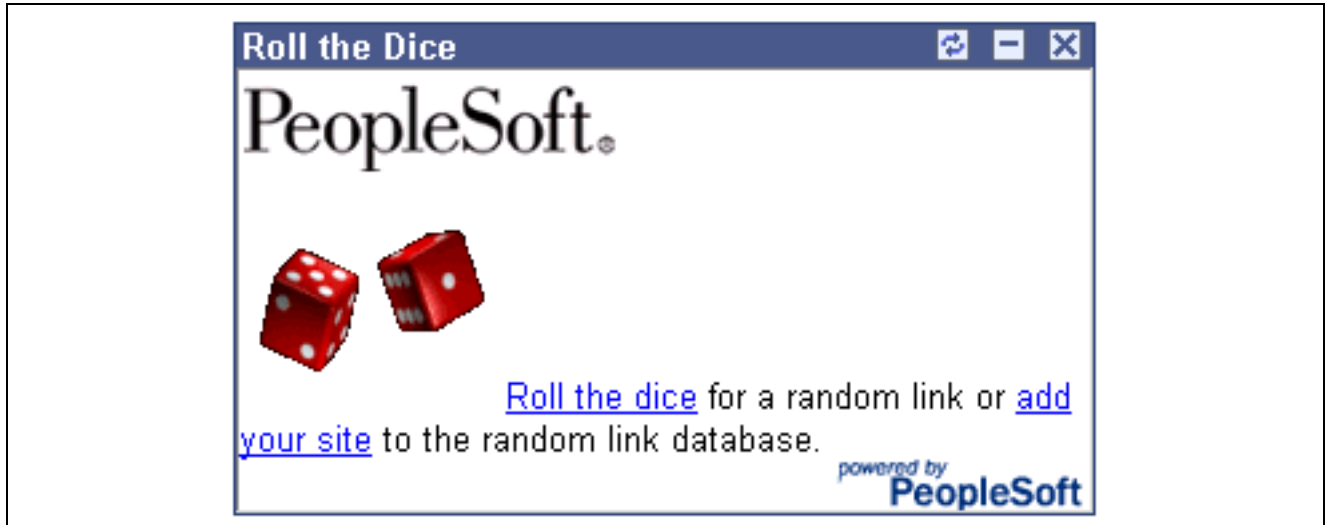 Roll the Dice
PeopleSoft®
Roll the dice for a random link or add
your site to the random link database.
powered by
PeopleSoft